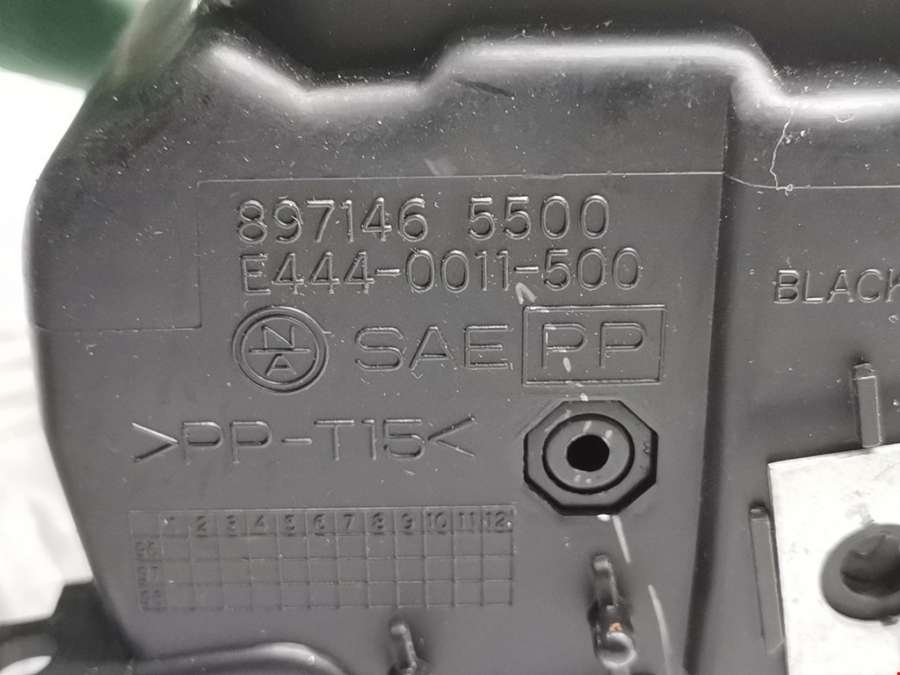 897146 5500
E444-0011-500
BLACK
N
A
SAE PP
>PP-T15<
1 2 3 4 5 6 7 8 9 10 11 12